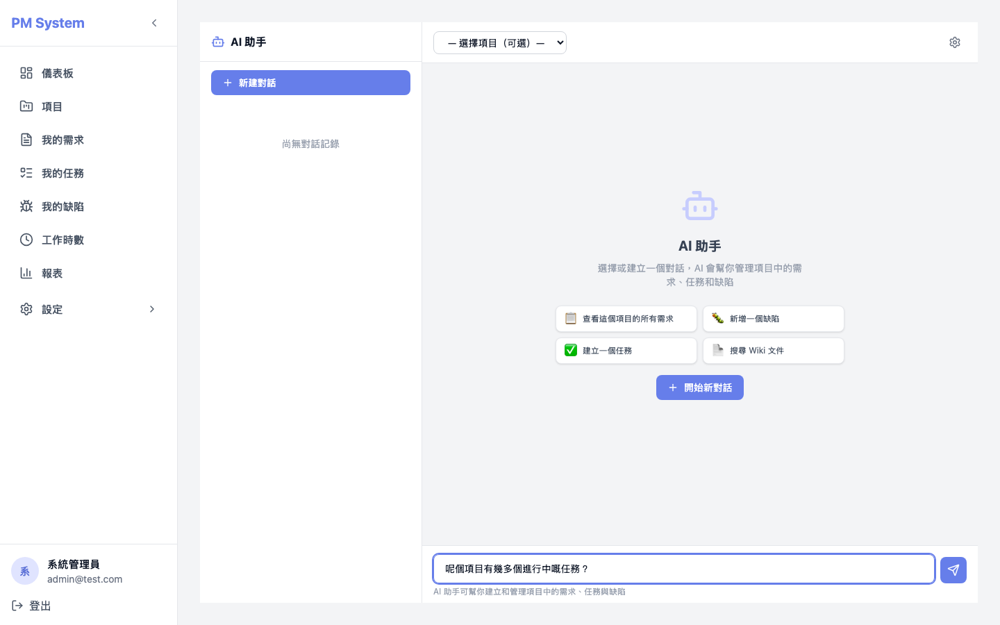 PM System
儀表板
項目
我的需求
我的任務
我的缺陷
工作時數
報表
設定
系
系統管理員
admin@test.com
登出
AI 助手
新建對話
尚無對話記錄
— 選擇項目（可選）—
AI 助手
選擇或建立一個對話，AI 會幫你管理項目中的需
求、任務和缺陷
查看這個項目的所有需求
新增一個缺陷
建立一個任務
搜尋 Wiki 文件
開始新對話
呢個項目有幾多個進行中嘅任務？
AI 助手可幫你建立和管理項目中的需求、任務與缺陷